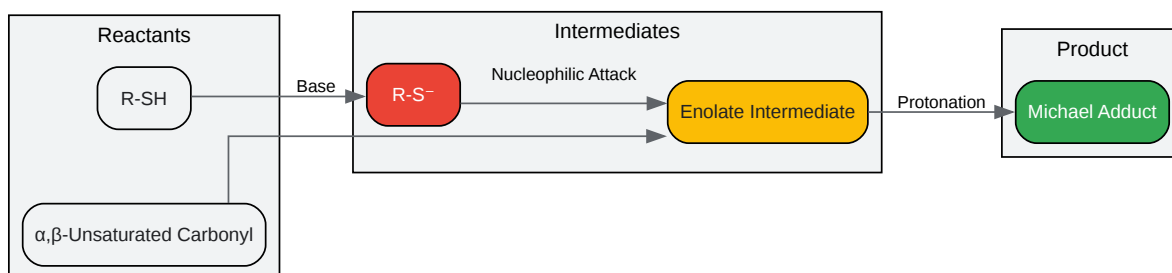 Reactants
R-SH
α,β-Unsaturated Carbonyl
Base
Intermediates
R-S⁻
Nucleophilic Attack
Enolate Intermediate
Protonation
Product
Michael Adduct